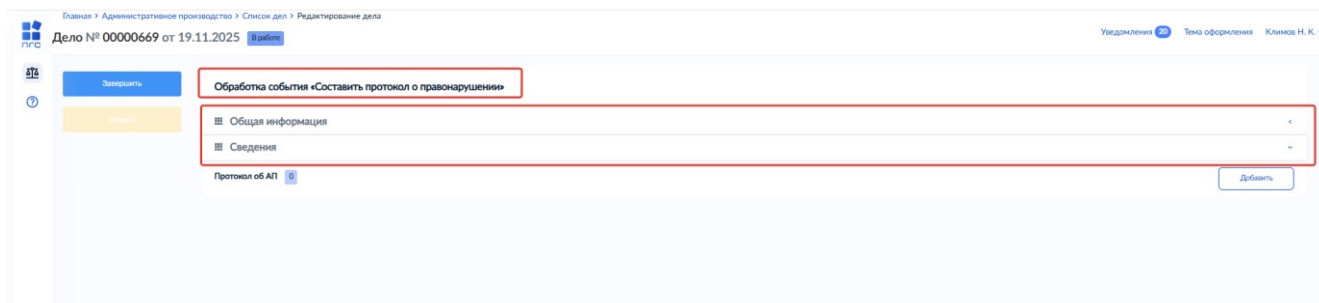 Главная > Административное производство > Список дел > Редактирование дела
Уведомления 20 Тема оформления Климов Н. К.
Дело № 00000669 от 19.11.2025 В работе
ПГС
Завершить
Обработка события «Составить протокол о правонарушении»
Отмена
Общая информация
Сведения
Протокол об АП 0
Добавить